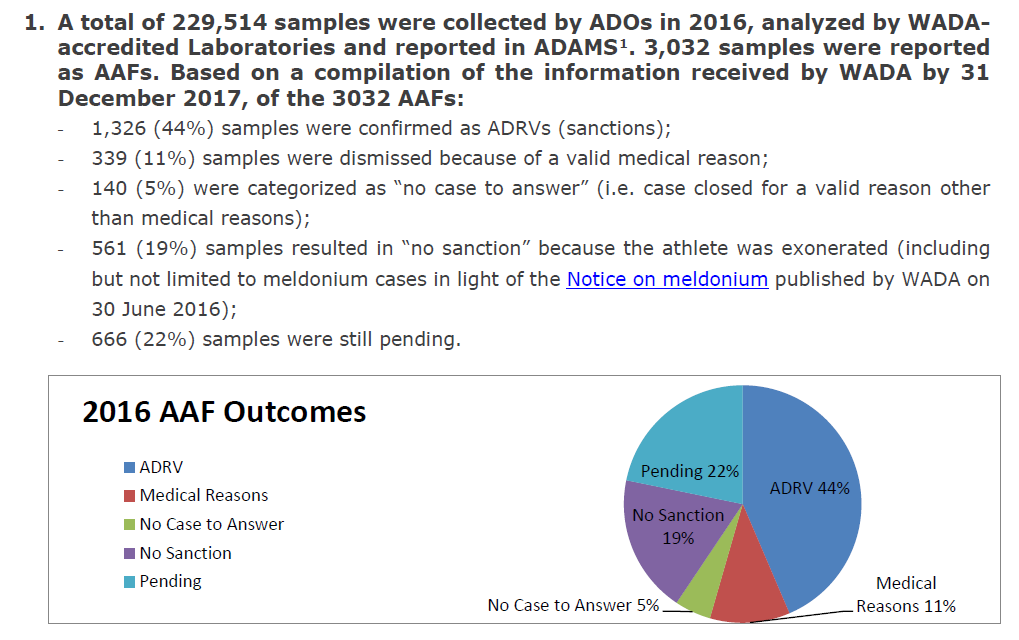 1. A total of 229,514 samples were collected by ADOs in 2016, analyzed by WADA-
accredited Laboratories and reported in ADAMS¹. 3,032 samples were reported
as AAFs. Based on a compilation of the information received by WADA by 31
December 2017, of the 3032 AAFs:
- 1,326 (44%) samples were confirmed as ADRVs (sanctions);
- 339 (11%) samples were dismissed because of a valid medical reason;
- 140 (5%) were categorized as “no case to answer” (i.e. case closed for a valid reason other
than medical reasons);
- 561 (19%) samples resulted in “no sanction” because the athlete was exonerated (including
but not limited to meldonium cases in light of the Notice on meldonium published by WADA on
30 June 2016);
- 666 (22%) samples were still pending.
2016 AAF Outcomes
ADRV
Medical Reasons
No Case to Answer
No Sanction
Pending
Pending 22%
ADRV 44%
No Sanction
19%
No Case to Answer 5%
Medical
Reasons 11%